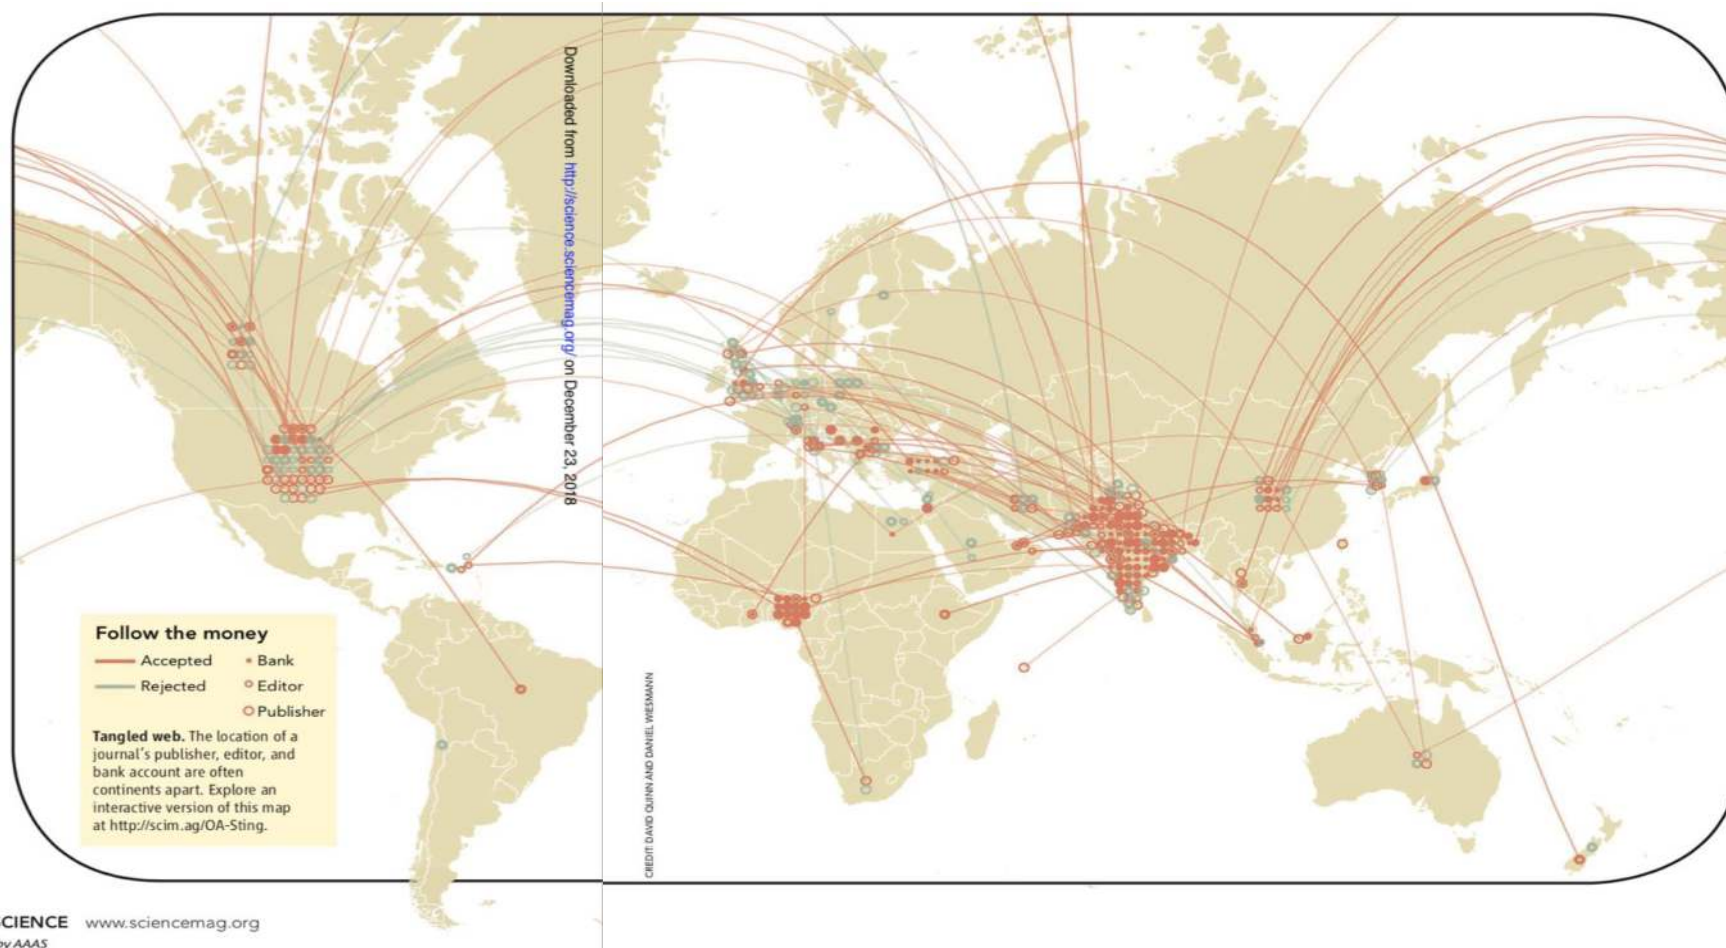 Downloaded from http://science.sciencemag.org/ on December 23, 2018
Follow the money
Accepted
Bank
Rejected
Editor
Publisher
Tangled web. The location of a
journal's publisher, editor, and
bank account are often
continents apart. Explore an
interactive version of this map
at http://scim.ag/OA-Sting.
CREDIT: DAVID QUINN AND DANIEL WIESMANN
CIENCE www.sciencemag.org
by AAAS